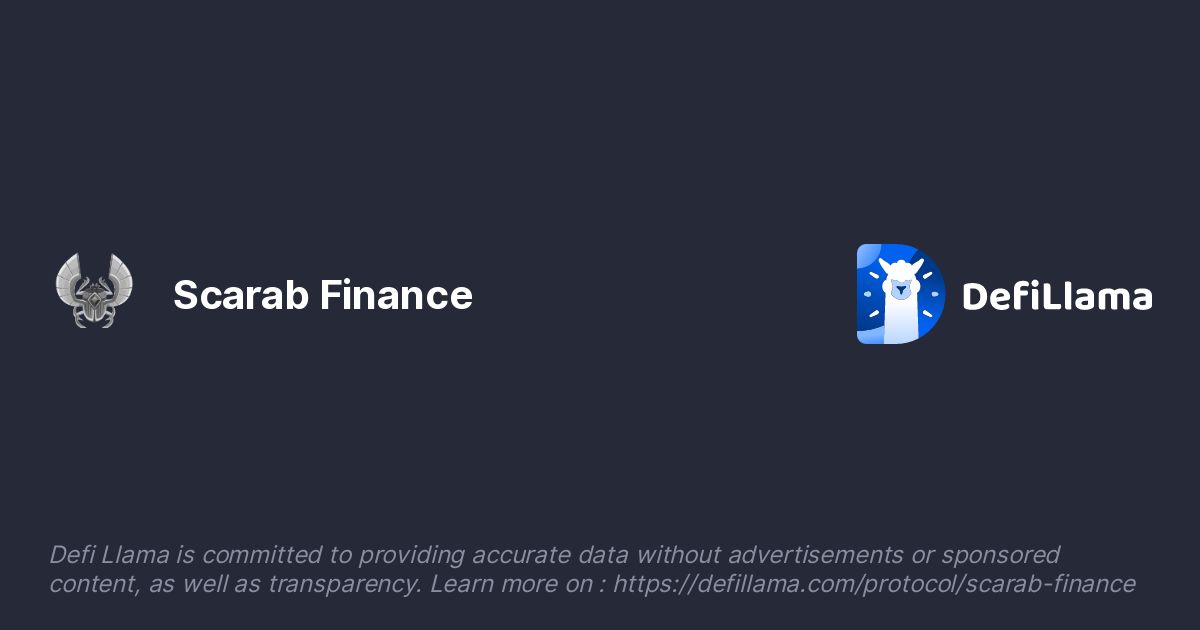 Scarab Finance
DefiLlama
Defi Llama is committed to providing accurate data without advertisements or sponsored
content, as well as transparency. Learn more on : https://defillama.com/protocol/scarab-finance